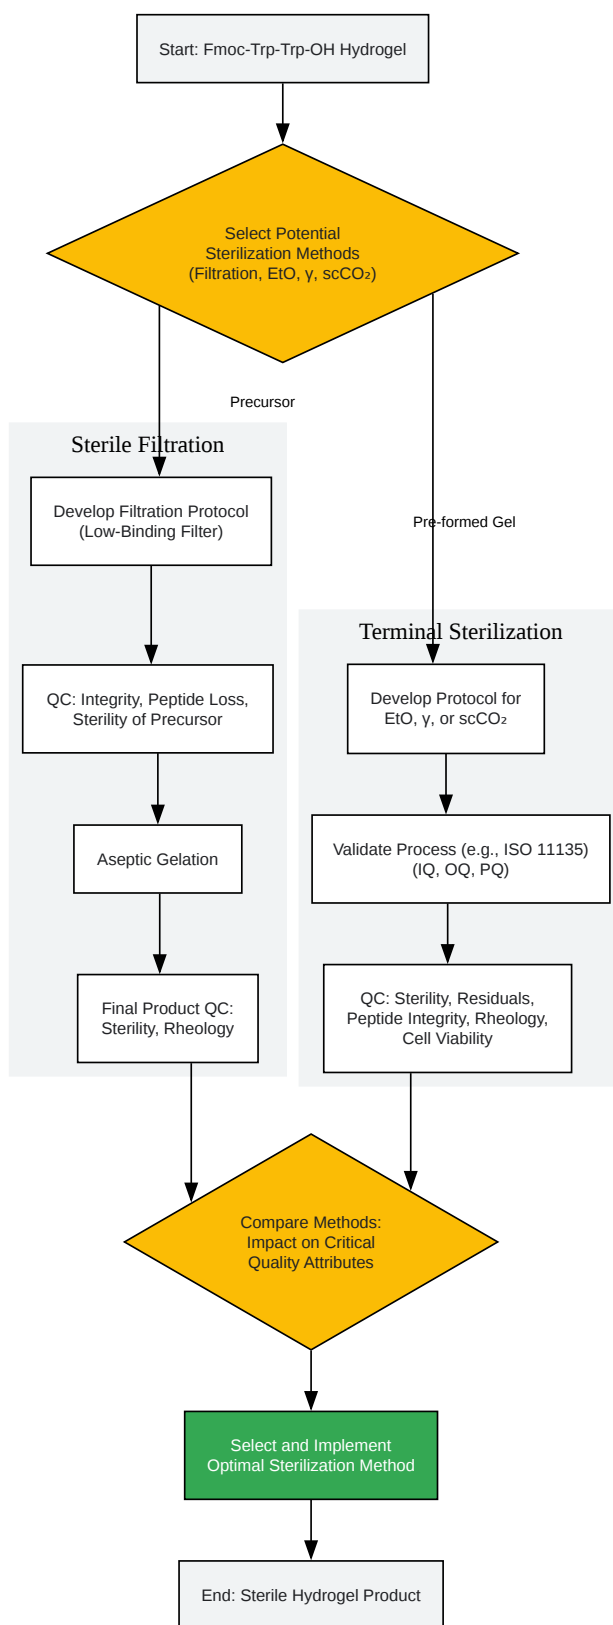 Start: Fmoc-Trp-Trp-OH Hydrogel
Select Potential
Sterilization Methods
(Filtration, EtO, γ, scCO₂)
Precursor
Sterile Filtration
Develop Filtration Protocol
(Low-Binding Filter)
QC: Integrity, Peptide Loss,
Sterility of Precursor
Aseptic Gelation
Final Product QC:
Sterility, Rheology
Pre-formed Gel
Terminal Sterilization
Develop Protocol for
EtO, γ, or scCO₂
Validate Process (e.g., ISO 11135)
(IQ, OQ, PQ)
QC: Sterility, Residuals,
Peptide Integrity, Rheology,
Cell Viability
Compare Methods:
Impact on Critical
Quality Attributes
Select and Implement
Optimal Sterilization Method
End: Sterile Hydrogel Product